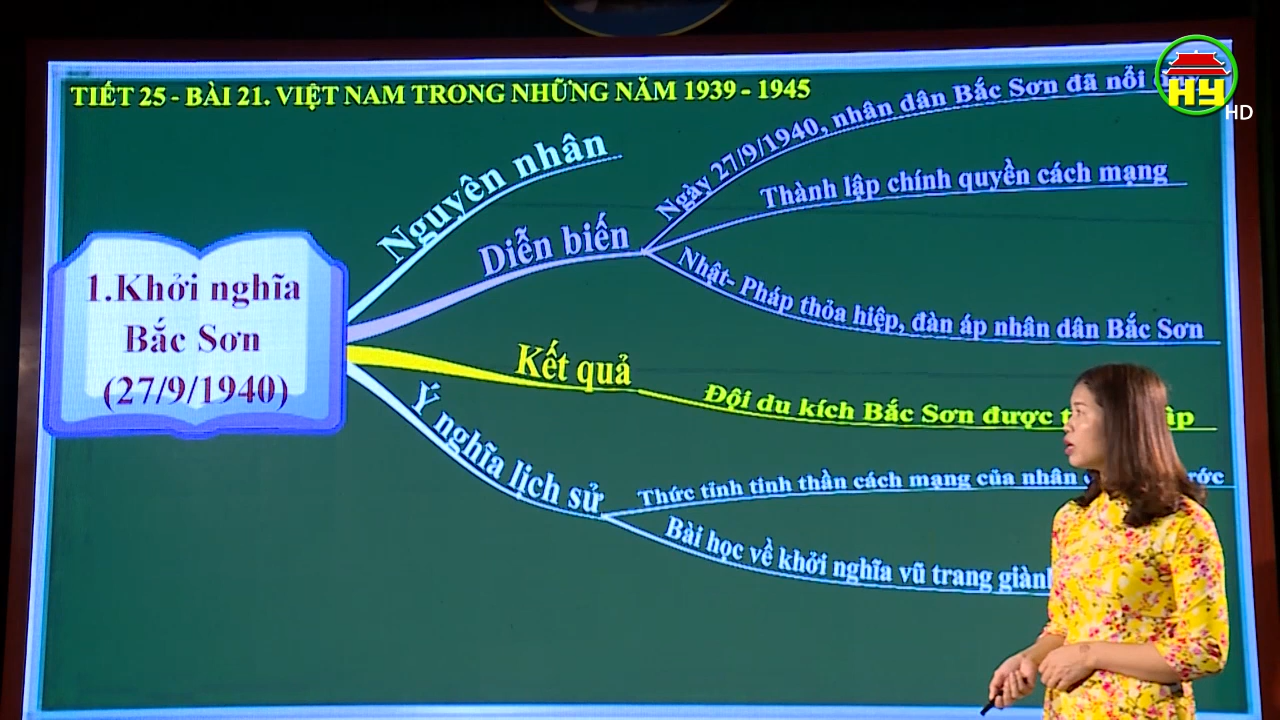 TIẾT 25 - BÀI 21. VIỆT NAM TRONG NHỮNG NĂM 1939 - 1945
HY
HD
Nguyên nhân
Ngày 27/9/1940, nhân dân Bắc Sơn đã nổi
Diễn biến
Thành lập chính quyền cách mạng
Nhật- Pháp thỏa hiệp, đàn áp nhân dân Bắc Sơn
1.Khởi nghĩa
Bắc Sơn
(27/9/1940)
Kết quả
Đội du kích Bắc Sơn được
Ý nghĩa lịch sử
Thức tỉnh tinh thần cách mạng của nhân
Bài học về khởi nghĩa vũ trang giành